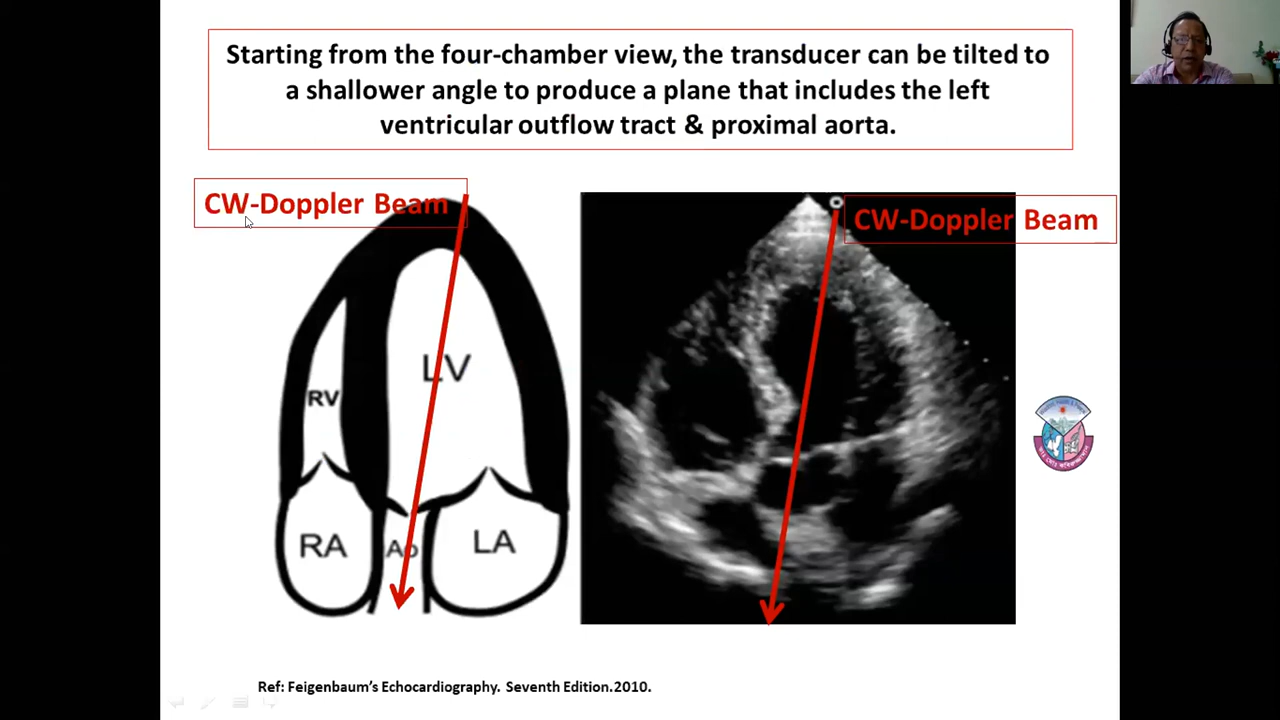 Starting from the four-chamber view, the transducer can be tilted to
a shallower angle to produce a plane that includes the left
ventricular outflow tract & proximal aorta.
CW-Doppler Beam
CW-Doppler Beam
LV
RV
RA
Ao
LA
Ref: Feigenbaum's Echocardiography. Seventh Edition.2010.